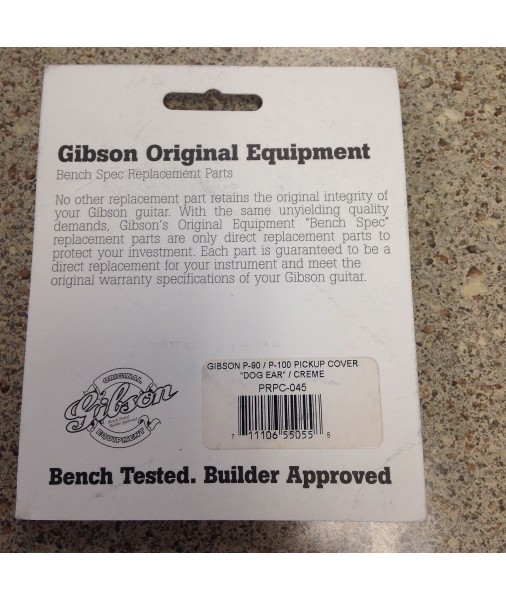 Gibson Original Equipment
Bench Spec Replacement Parts
No other replacement part retains the original integrity of
your Gibson guitar. With the same unyielding quality
demands, Gibson's Original Equipment "Bench Spec"
replacement parts are only direct replacement parts to
protect your investment. Each part is guaranteed to be a
direct replacement for your instrument and meet the
original warranty specifications of your Gibson guitar.
ORIGINAL
Gibson
Bench Tested
Builder Approved
EQUIPMENT
GIBSON P-90 / P-100 PICKUP COVER
"DOG EAR" / CREME
PRPC-045
7 11106 55055 8
Bench Tested. Builder Approved